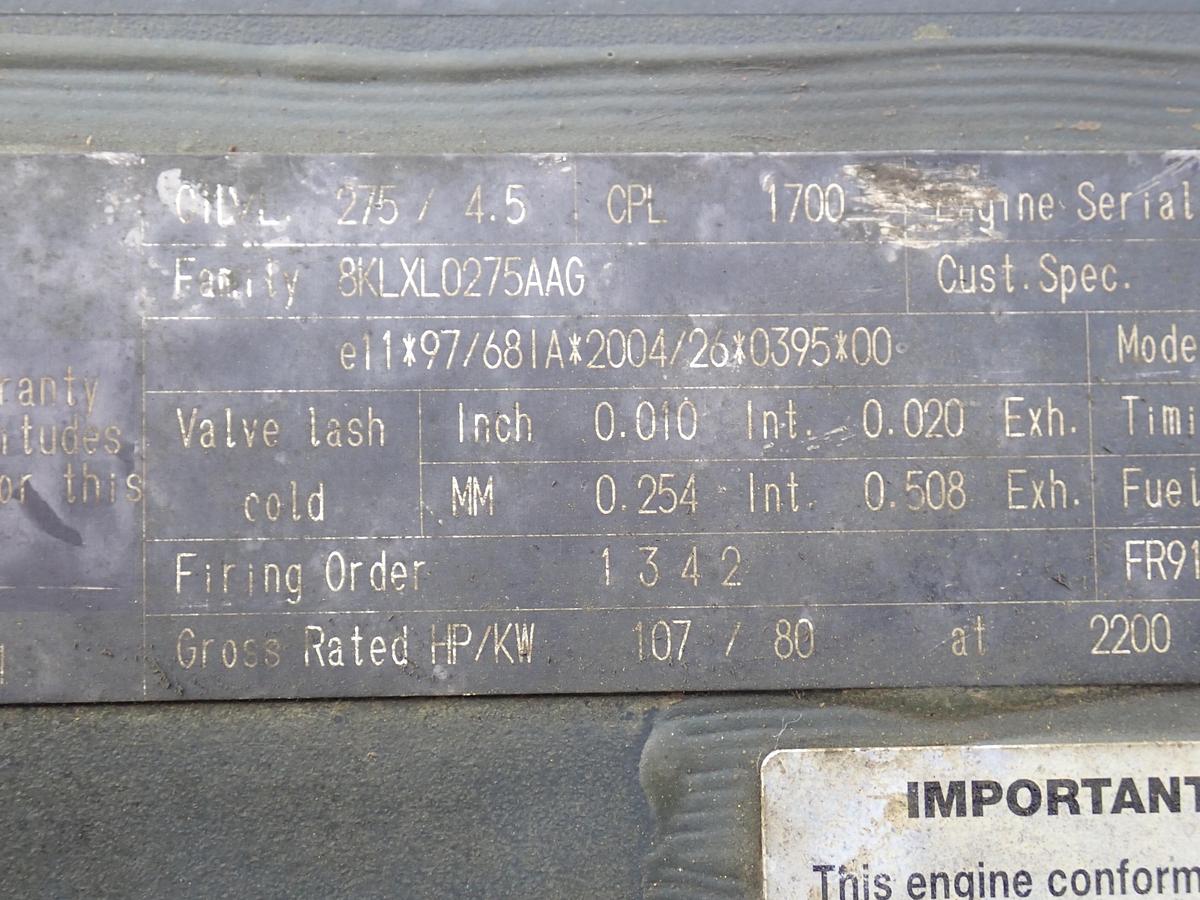 275 / 4.5 CPL 1700 Engine Serial
Family 8KLXL0275AAG Cust.Spec.
e11*97/68IA*2004/26*0395*00 Mode
ranty
Valve lash Inch 0.010 Int. 0.020 Exh. Timi
itudes
or this
cold MM 0.254 Int. 0.508 Exh. Fuel
Firing Order 1 3 4 2 FR91
Gross Rated HP/KW 107 / 80 at 2200
IMPORTANT
This engine conform